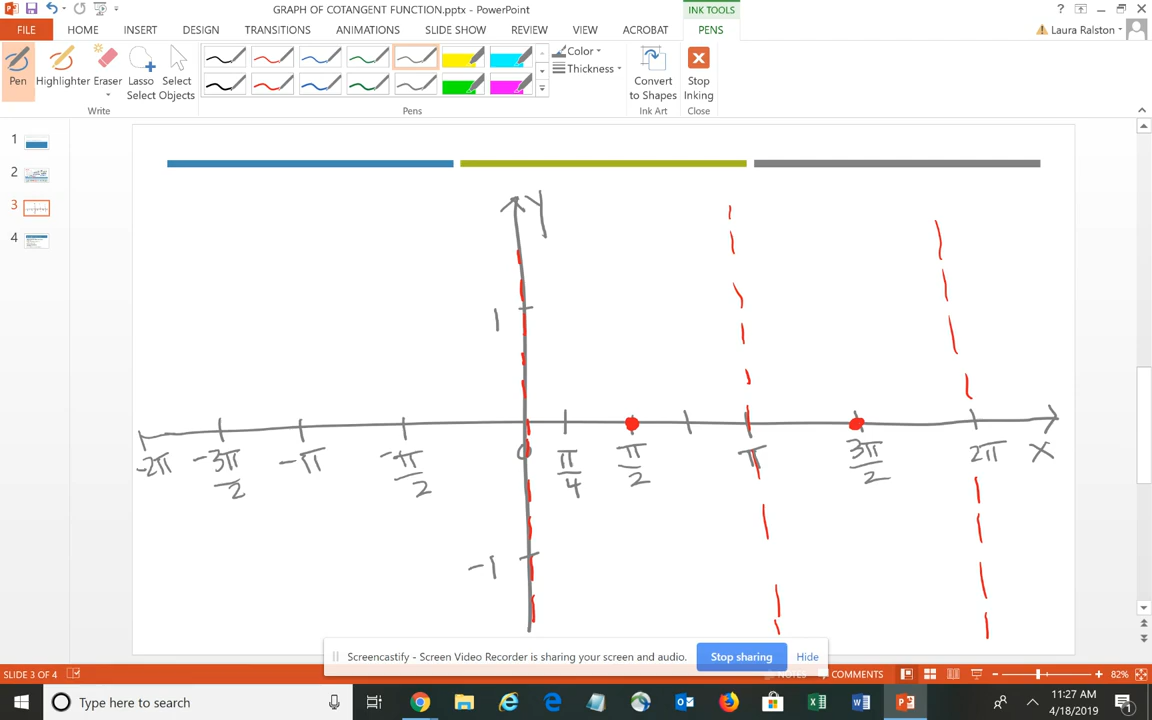 GRAPH OF COTANGENT FUNCTION.pptx - PowerPoint
INK TOOLS
FILE HOME INSERT DESIGN TRANSITIONS ANIMATIONS SLIDE SHOW REVIEW VIEW ACROBAT PENS
Laura Ralston
Pen Highlighter Eraser Lasso Select Select Objects
Color
Thickness
Convert to Shapes
Stop Inking
Write Pens Ink Art Close
1
2
3
4
y
1
-2π -3π/2 -π -π/2 0 π/4 π/2 π 3π/2 2π x
-1
Screencastify - Screen Video Recorder is sharing your screen and audio. Stop sharing Hide
SLIDE 3 OF 4 NOTES COMMENTS 82%
Type here to search
11:27 AM
4/18/2019
1